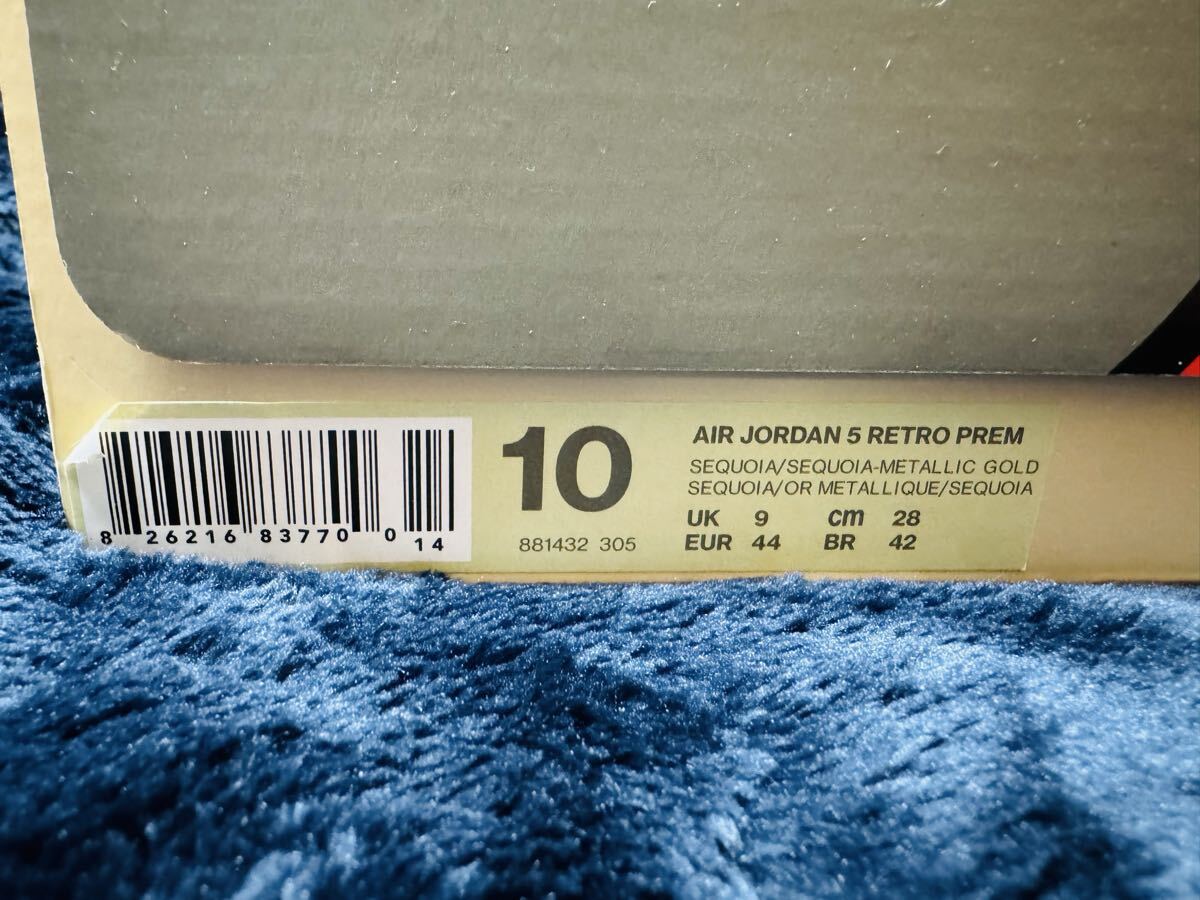 8 26216 83770 0 14
10
881432 305
AIR JORDAN 5 RETRO PREM
SEQUOIA/SEQUOIA-METALLIC GOLD
SEQUOIA/OR METALLIQUE/SEQUOIA
UK 9 cm 28
EUR 44 BR 42